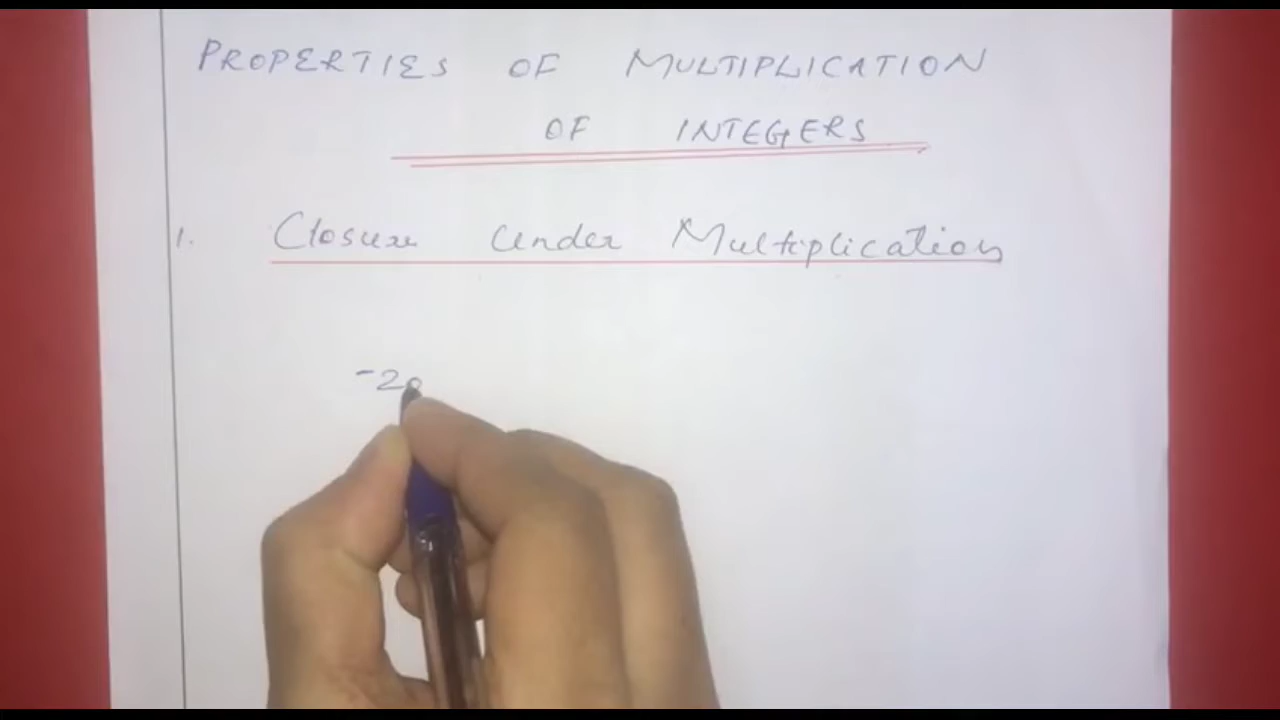 PROPERTIES OF MULTIPLICATION
OF INTEGERS
1. Closure under Multiplication
-20